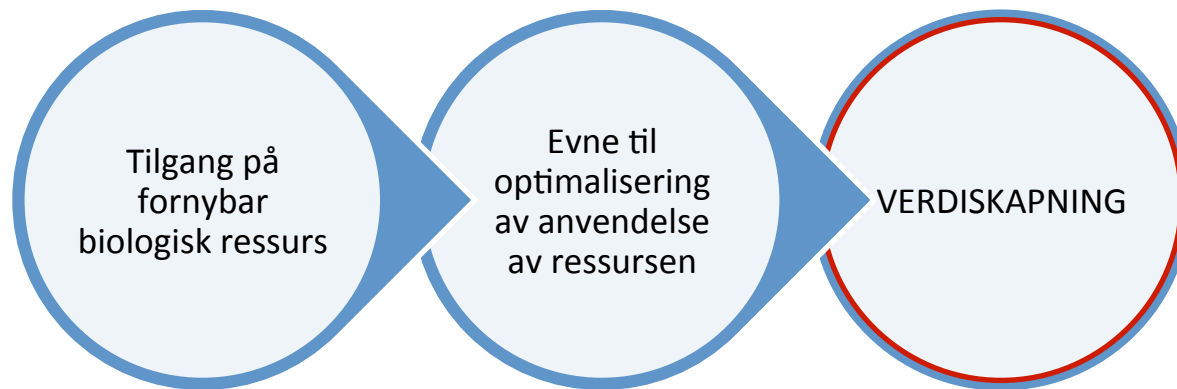 Tilgang på
fornybar
biologisk ressurs
Evne til
optimalisering
av anvendelse
av ressursen
VERDISKAPNING